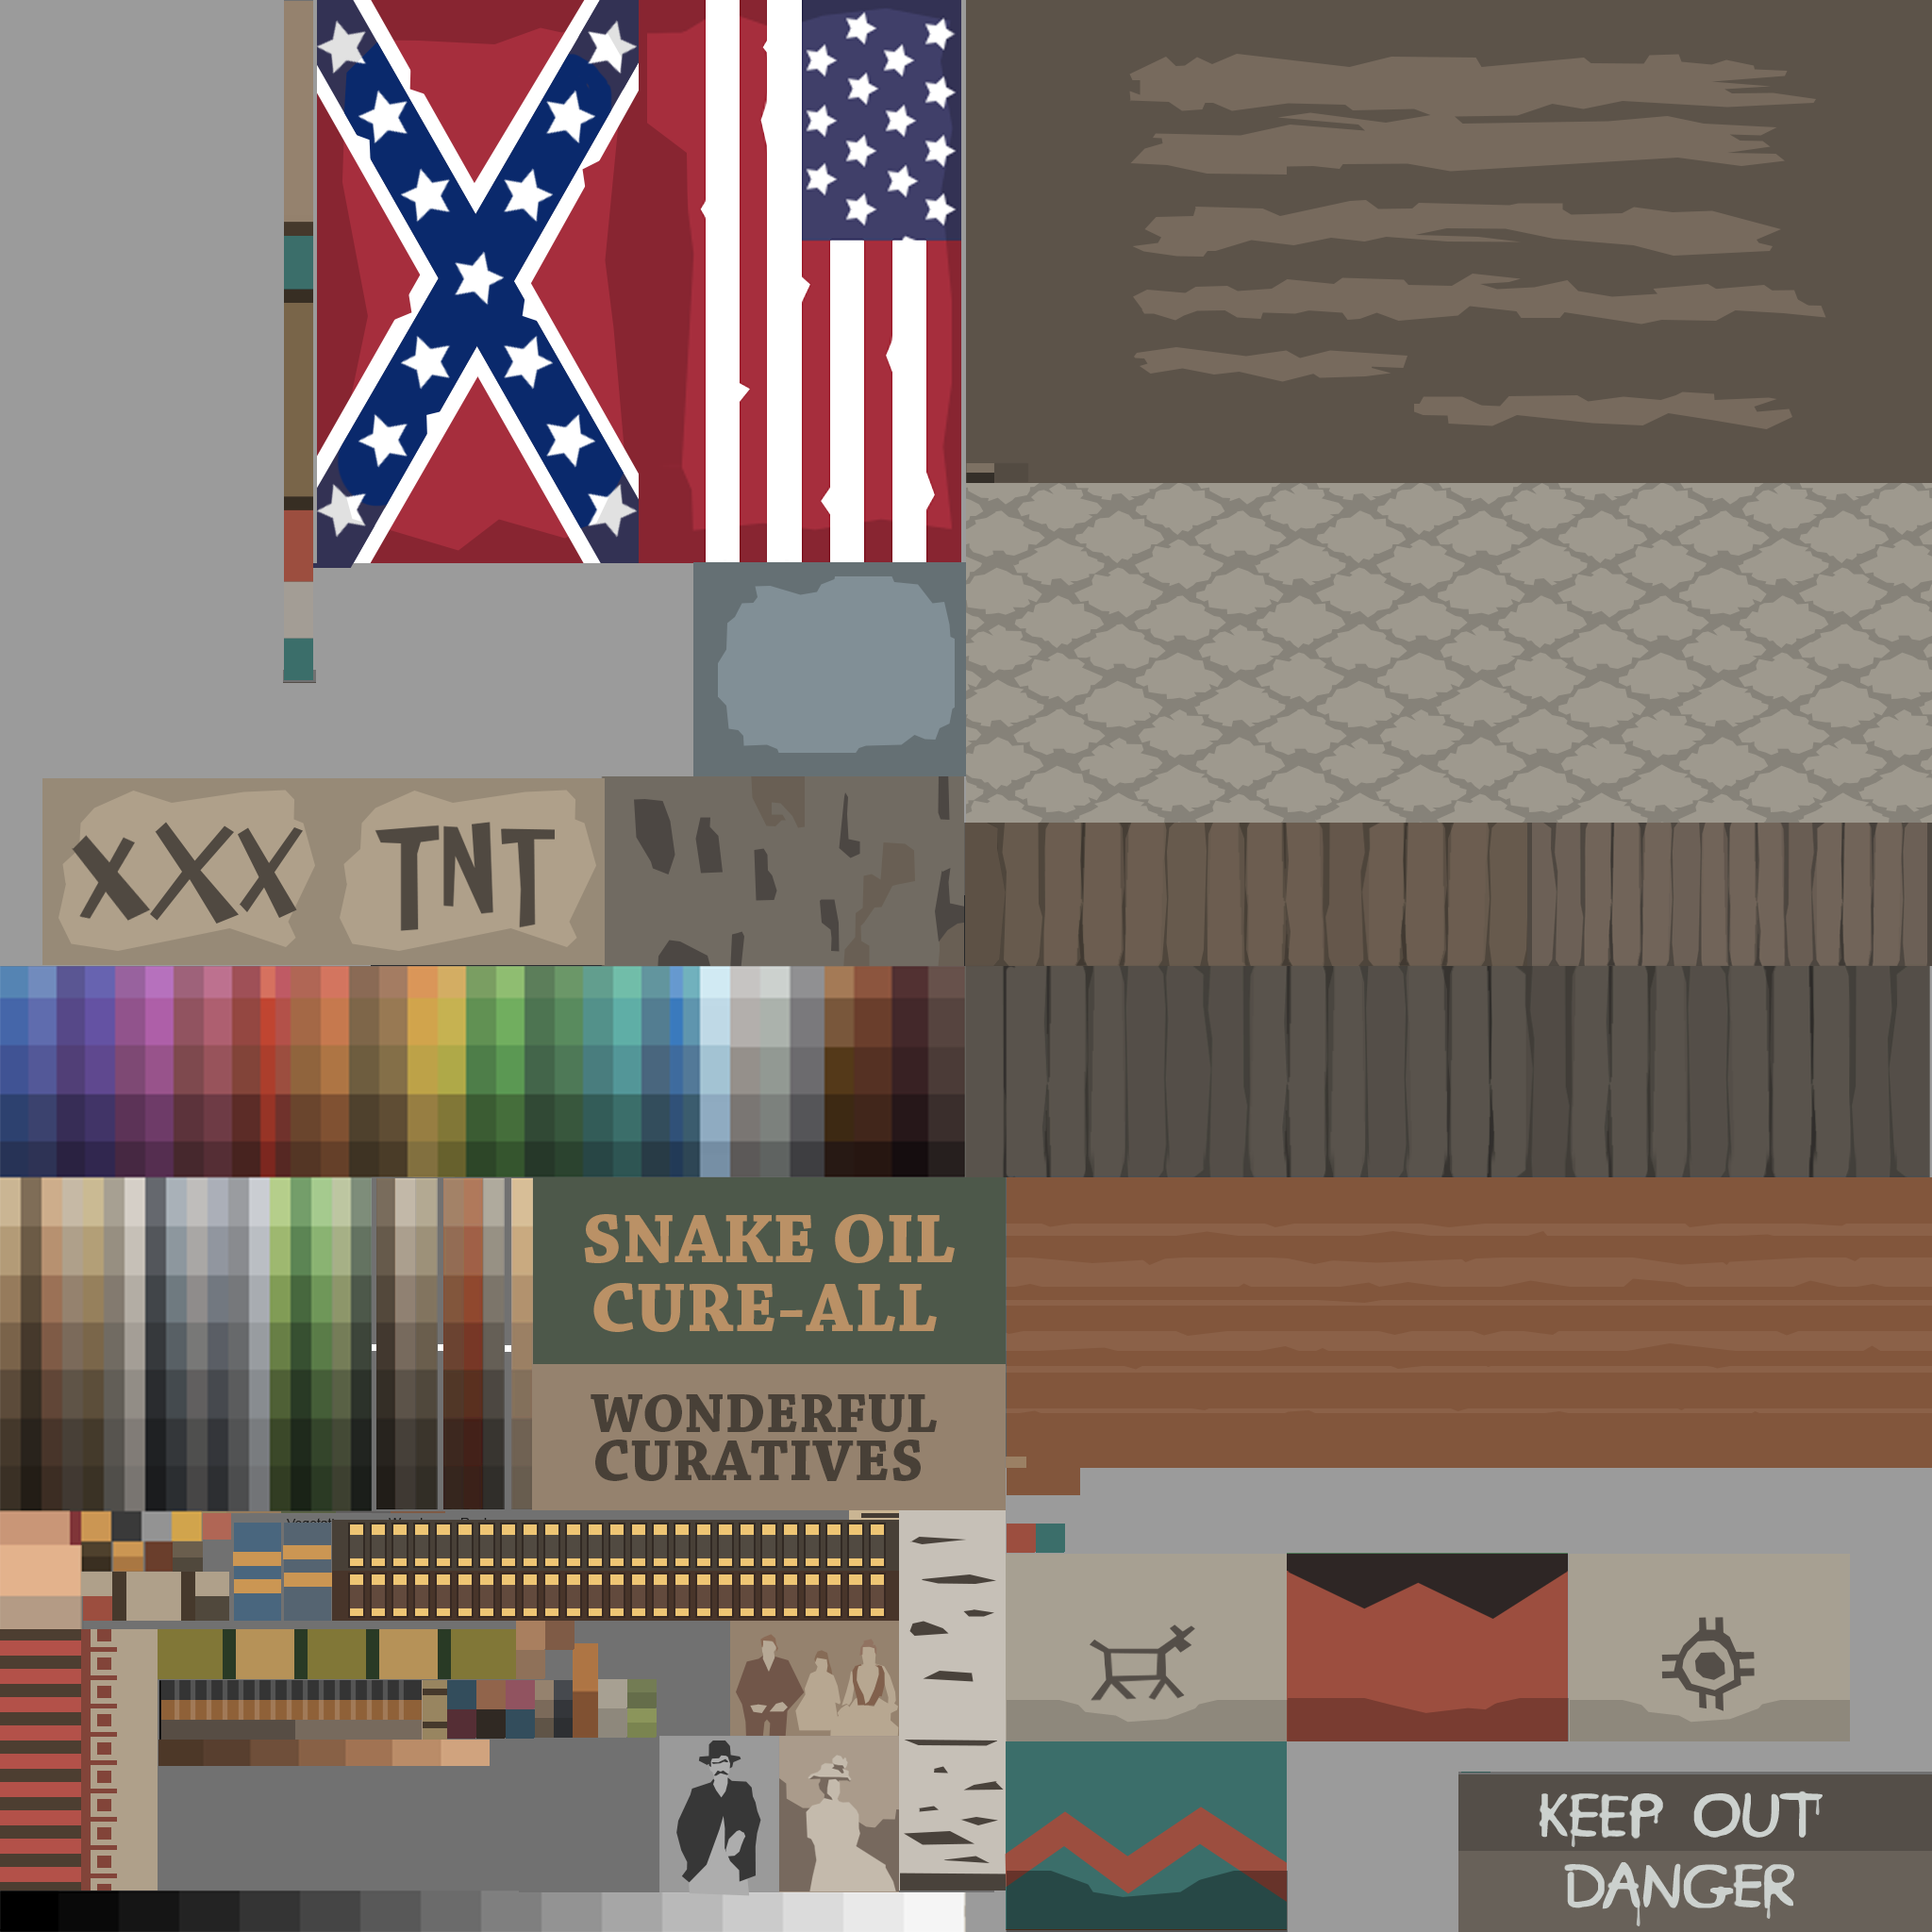 XXX
TNT
SNAKE OIL
CURE-ALL
WONDERFUL
CURATIVES
KEEP OUT
DANGER